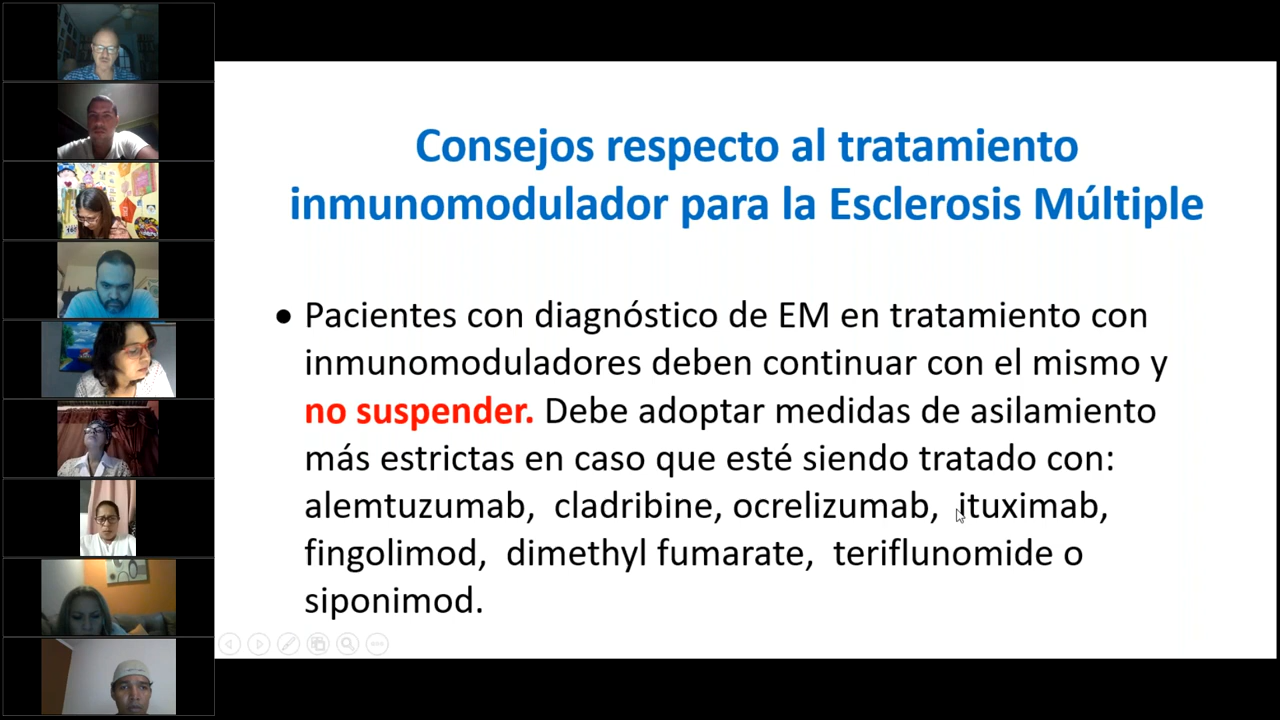 Consejos respecto al tratamiento
inmunomodulador para la Esclerosis Múltiple
• Pacientes con diagnóstico de EM en tratamiento con
inmunomoduladores deben continuar con el mismo y
no suspender. Debe adoptar medidas de asilamiento
más estrictas en caso que esté siendo tratado con:
alemtuzumab, cladribine, ocrelizumab, ituximab,
fingolimod, dimethyl fumarate, teriflunomide o
siponimod.